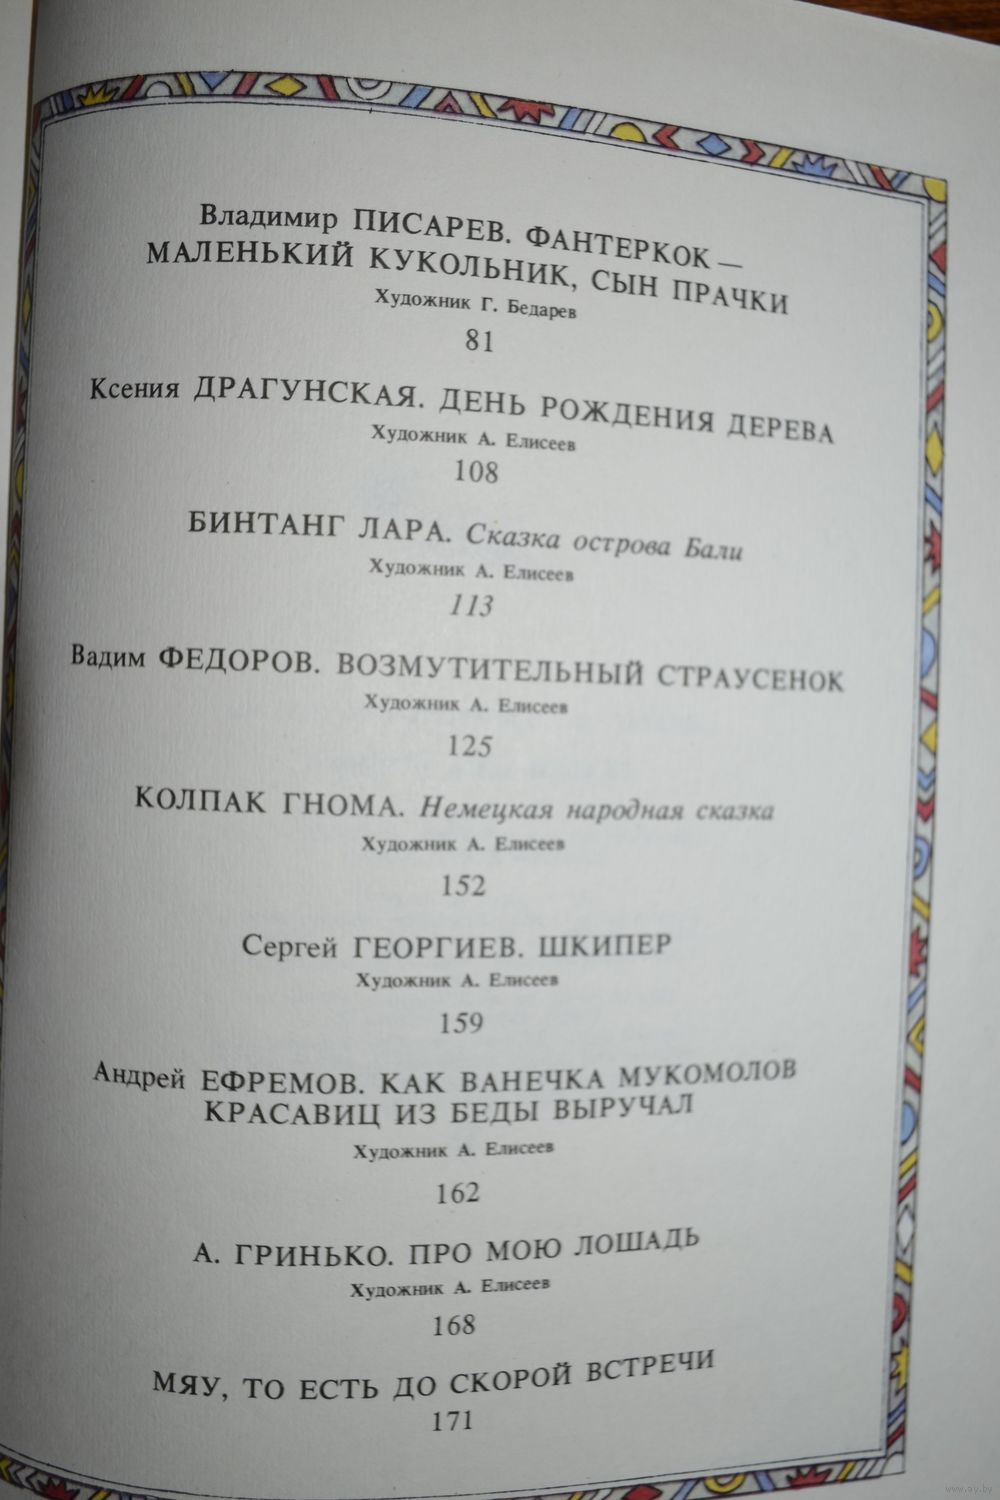 Владимир ПИСАРЕВ. ФАНТЕРКОК —
МАЛЕНЬКИЙ КУКОЛЬНИК, СЫН ПРАЧКИ
Художник Г. Бедарев
81
Ксения ДРАГУНСКАЯ. ДЕНЬ РОЖДЕНИЯ ДЕРЕВА
Художник А. Елисеев
108
БИНТАНГ ЛАРА. Сказка острова Бали
Художник А. Елисеев
113
Вадим ФЕДОРОВ. ВОЗМУТИТЕЛЬНЫЙ СТРАУСЕНОК
Художник А. Елисеев
125
КОЛПАК ГНОМА. Немецкая народная сказка
Художник А. Елисеев
152
Сергей ГЕОРГИЕВ. ШКИПЕР
Художник А. Елисеев
159
Андрей ЕФРЕМОВ. КАК ВАНЕЧКА МУКОМОЛОВ
КРАСАВИЦ ИЗ БЕДЫ ВЫРУЧАЛ
Художник А. Елисеев
162
А. ГРИНЬКО. ПРО МОЮ ЛОШАДЬ
Художник А. Елисеев
168
МЯУ, ТО ЕСТЬ ДО СКОРОЙ ВСТРЕЧИ
171
www.ay.by